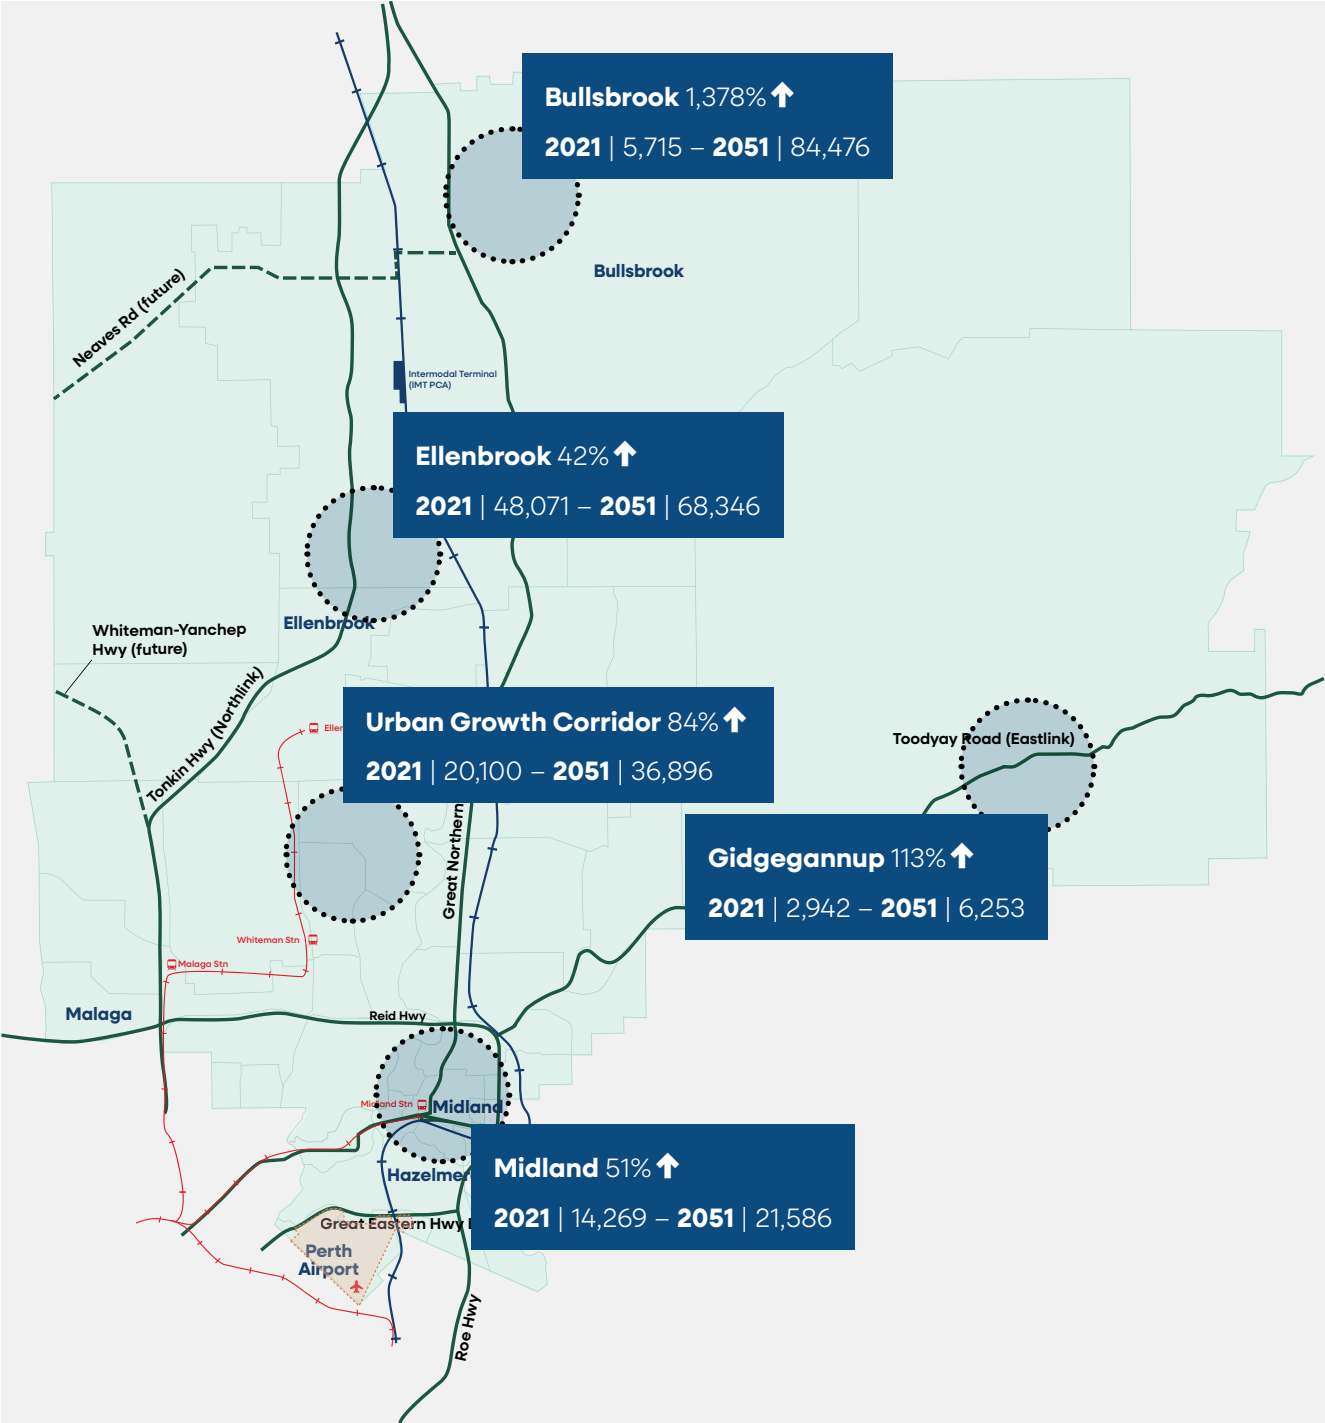 Bullsbrook 1,378%
2021 | 5,715 – 2051 | 84,476
Bullsbrook
Neaves Rd (future)
Intermodal Terminal
(IMT PCA)
Ellenbrook 42%
2021 | 48,071 – 2051 | 68,346
Ellenbrook
Whiteman-Yanchep
Hwy (future)
Tonkin Hwy (Northlink)
Urban Growth Corridor 84%
2021 | 20,100 – 2051 | 36,896
Toodyay Road (Eastlink)
Great Northern
Gidgegannup 113%
2021 | 2,942 – 2051 | 6,253
Whiteman Stn
Malaga Stn
Malaga
Reid Hwy
Midland Stn
Midland
Midland 51%
2021 | 14,269 – 2051 | 21,586
Great Eastern Hwy
Perth
Airport
Roe Hwy